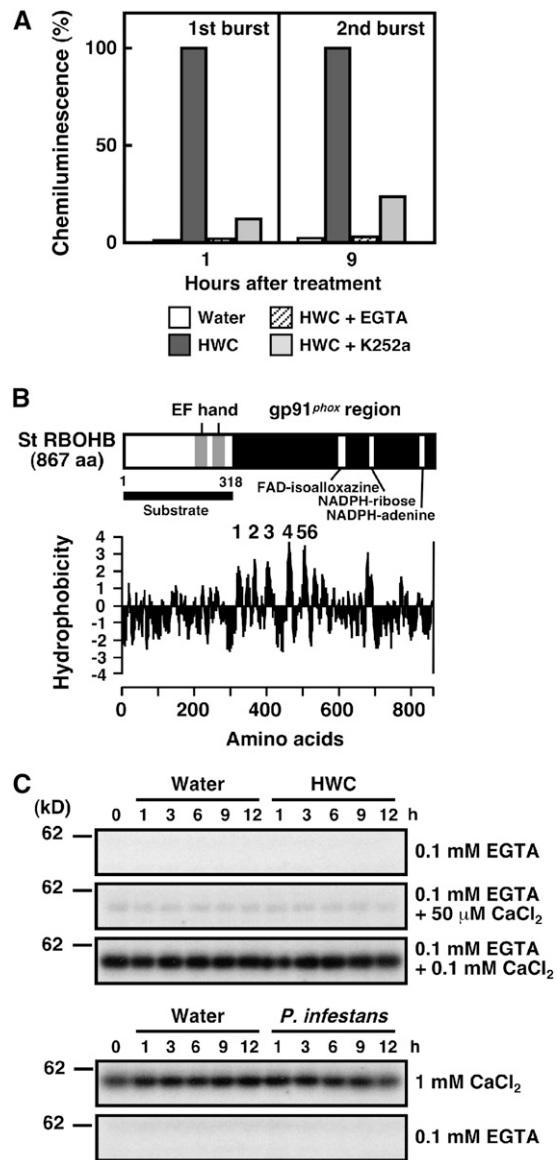 A
1st burst 2nd burst
Chemiluminescence (%)
100
50
0
1 9
Hours after treatment
Water HWC + EGTA
HWC HWC + K252a
B
EF hand gp91phox region
St RBOHB
(867 aa)
1 318
Substrate
FAD-isoalloxazine
NADPH-ribose
NADPH-adenine
1 2 3 4 5 6
Hydrophobicity
4
3
2
1
0
-1
-2
-3
-4
0 200 400 600 800
Amino acids
C
Water HWC
(kD) 0 1 3 6 9 12 1 3 6 9 12 h
62
0.1 mM EGTA
62
0.1 mM EGTA
+ 50 μM CaCl2
62
0.1 mM EGTA
+ 0.1 mM CaCl2
Water P. infestans
0 1 3 6 9 12 1 3 6 9 12 h
62
1 mM CaCl2
62
0.1 mM EGTA